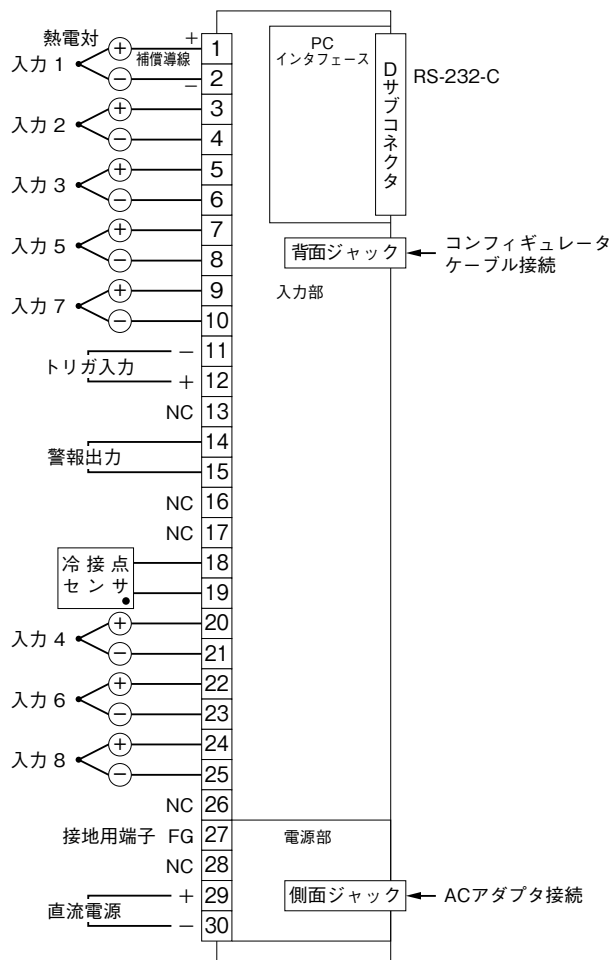 熱電対
入力 1
+ + 補償導線 1
− − 2
入力 2
+ 3
− 4
入力 3
+ 5
− 6
入力 5
+ 7
− 8
入力 7
+ 9
− 10
トリガ入力
− 11
+ 12
NC 13
警報出力
14
15
NC 16
NC 17
冷接点
センサ
18
19
入力 4
+ 20
− 21
入力 6
+ 22
− 23
入力 8
+ 24
− 25
NC 26
接地用端子 FG 27
NC 28
直流電源
+ 29
− 30
PC
インタフェース
Dサブコネクタ
RS-232-C
背面ジャック
コンフィギュレータ
ケーブル接続
入力部
電源部
側面ジャック
ACアダプタ接続